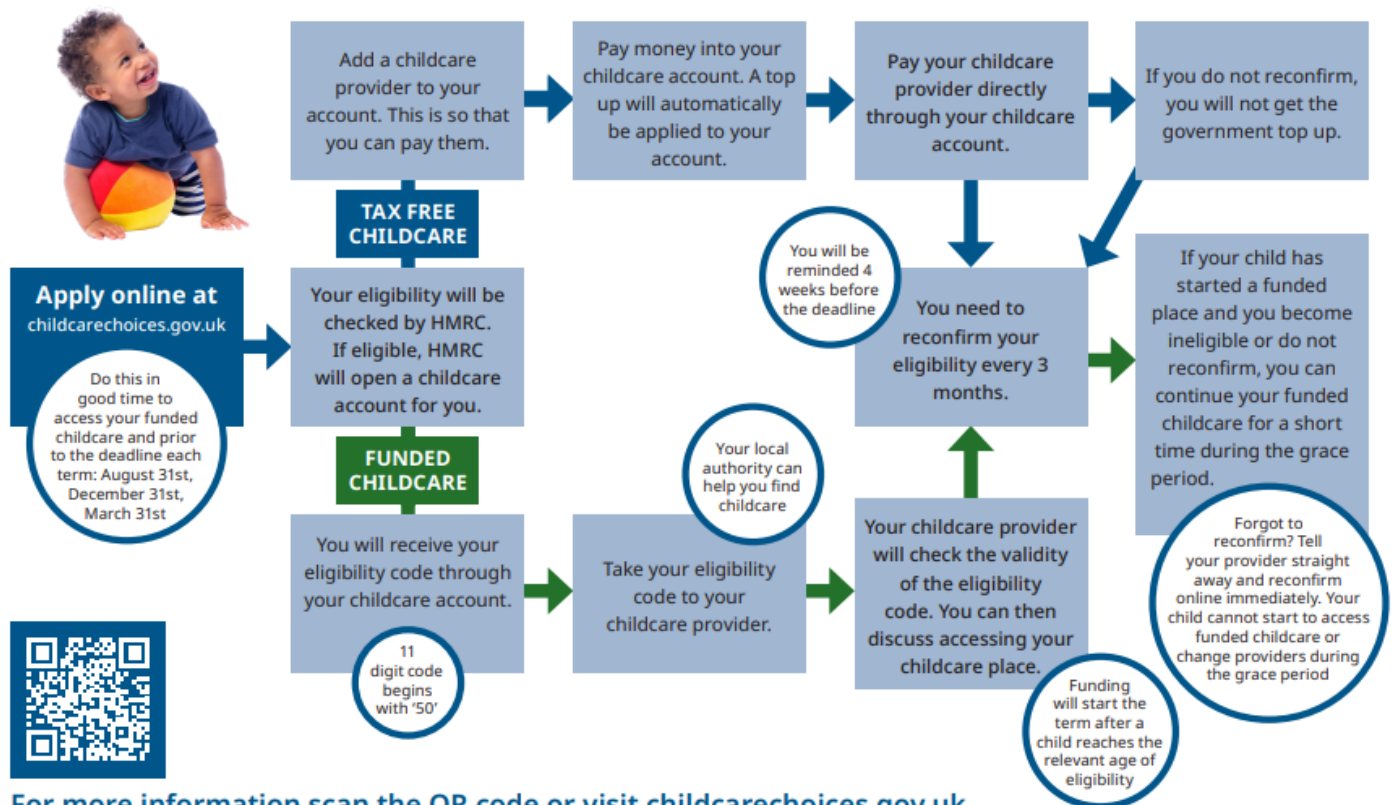 Add a childcare
provider to your
account. This is so that
you can pay them.
Pay money into your
childcare account. A top
up will automatically
be applied to your
account.
Pay your childcare
provider directly
through your childcare
account.
If you do not reconfirm,
you will not get the
government top up.
TAX FREE
CHILDCARE
Apply online at
childcarechoices.gov.uk
Do this in
good time to
access your funded
childcare and prior
to the deadline each
term: August 31st,
December 31st,
March 31st
Your eligibility will be
checked by HMRC.
If eligible, HMRC
will open a childcare
account for you.
You will be
reminded 4
weeks before
the deadline
You need to
reconfirm your
eligibility every 3
months.
If your child has
started a funded
place and you become
ineligible or do not
reconfirm, you can
continue your funded
childcare for a short
time during the grace
period.
FUNDED
CHILDCARE
Your local
authority can
help you find
childcare
You will receive your
eligibility code through
your childcare account.
11
digit code
begins
with ‘50’
Take your eligibility
code to your
childcare provider.
Your childcare provider
will check the validity
of the eligibility
code. You can then
discuss accessing your
childcare place.
Forgot to
reconfirm? Tell
your provider straight
away and reconfirm
online immediately. Your
child cannot start to access
funded childcare or
change providers during
the grace period
Funding
will start the
term after a
child reaches the
relevant age of
eligibility
For more information scan the QR code or visit childcarechoices.gov.uk